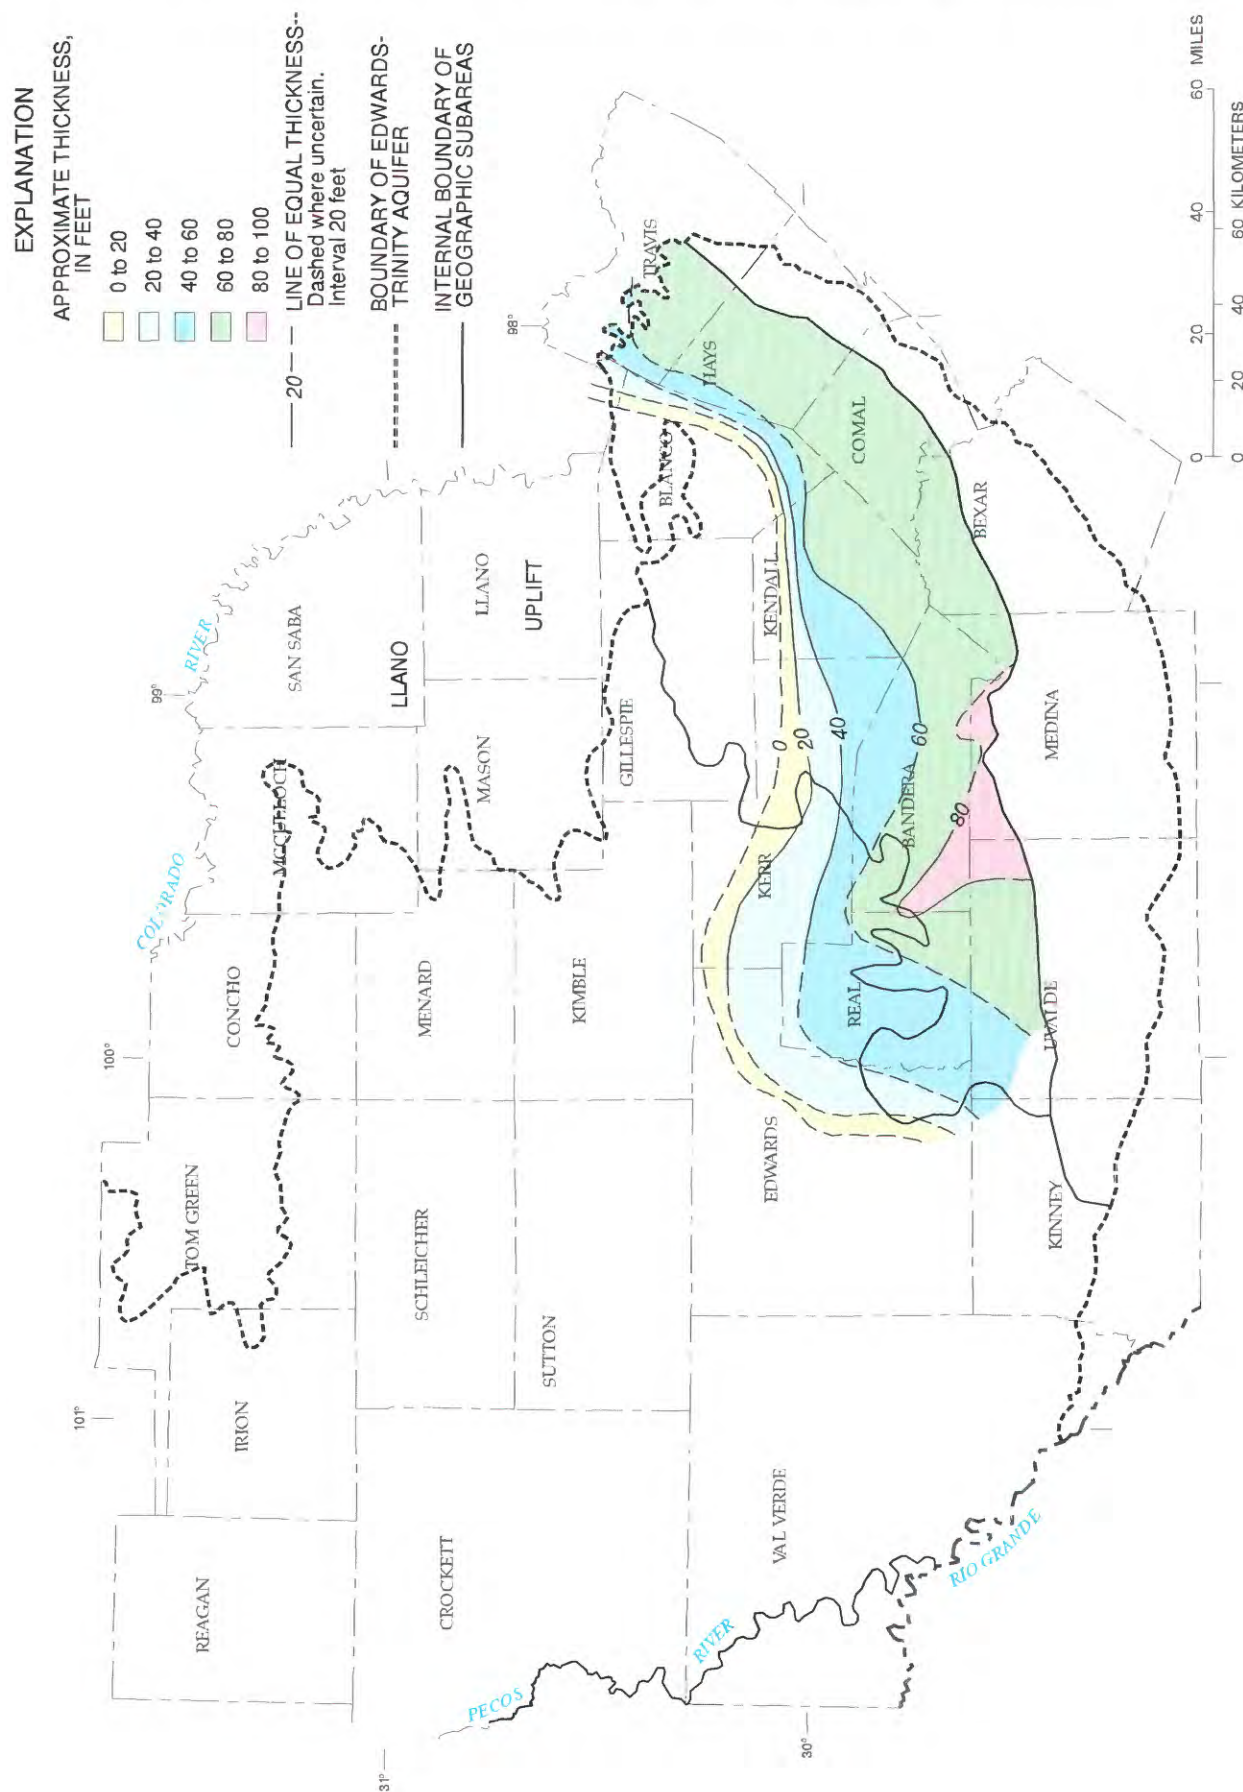 EXPLANATION
APPROXIMATE THICKNESS,
IN FEET
0 to 20
20 to 40
40 to 60
60 to 80
80 to 100
20
LINE OF EQUAL THICKNESS--
Dashed where uncertain.
Interval 20 feet
BOUNDARY OF EDWARDS-
TRINITY AQUIFER
INTERNAL BOUNDARY OF
GEOGRAPHIC SUBAREAS
101°
100°
99°
98°
31°
30°
COLORADO
RIVER
REAGAN
IRION
TOM GREEN
CONCHO
MCCULLOCH
SAN SABA
LLANO
UPLIFT
CROCKETT
SCHLEICHER
MENARD
MASON
LLANO
SUTTON
KIMBLE
GILLESPIE
BLANCO
TRAVIS
HAYS
PECOS
RIVER
VAL VERDE
EDWARDS
KERR
KENDALL
COMAL
REAL
BANDERA
BEXAR
RIO GRANDE
KINNEY
UVALDE
MEDINA
0
20
40
60
80
0 20 40 60 MILES
0 20 40 60 KILOMETERS